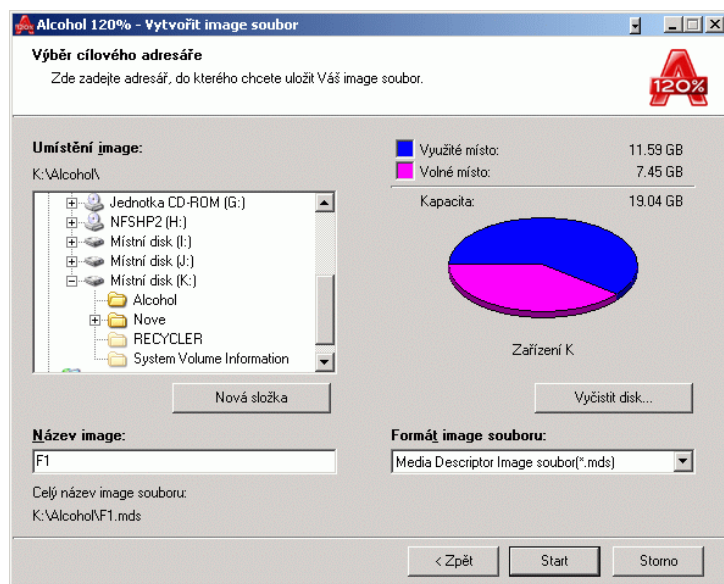 Alcohol 120% - Vytvořit image soubor
Výběr cílového adresáře
Zde zadejte adresář, do kterého chcete uložit Váš image soubor.
120%
Umístění image:
K:\Alcohol\
Jednotka CD-ROM (G:)
NFSHP2 (H:)
Místní disk (I:)
Místní disk (J:)
Místní disk (K:)
Alcohol
Nove
RECYCLER
System Volume Information
Nová složka
Využité místo: 11.59 GB
Volné místo: 7.45 GB
Kapacita: 19.04 GB
Zařízení K
Vyčistit disk...
Název image:
F1
Celý název image souboru:
K:\Alcohol\F1.mds
Formát image souboru:
Media Descriptor Image soubor(*.mds)
< Zpět
Start
Storno